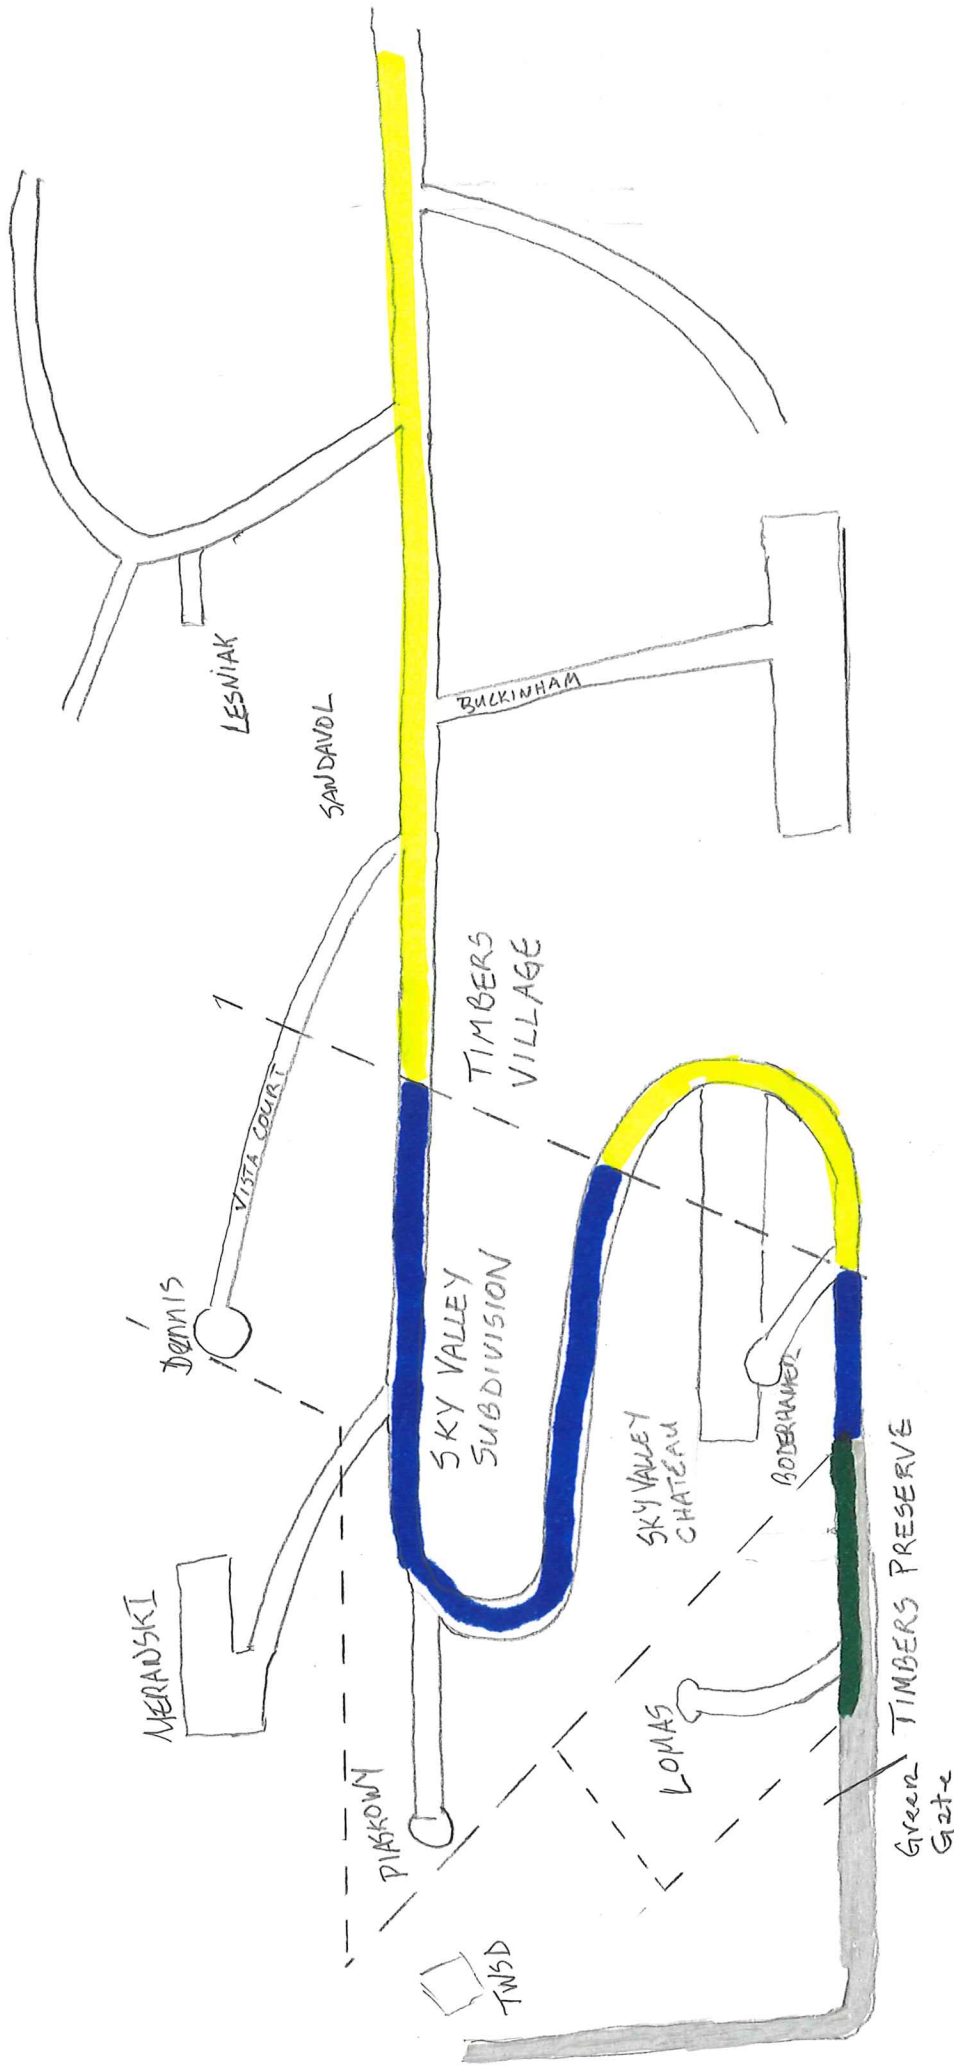 Dennis
MERANSKI
VISTA COURT
LESNIAK
SANDAVOL
BUCKINHAM
TIMBERS
VILLAGE
SKY VALLEY
SUBDIVISION
PIASKOWY
TWSD
SKY VALLEY
CHATEAU
BODERHAMER
LOMAS
TIMBERS PRESERVE
Green
Gate